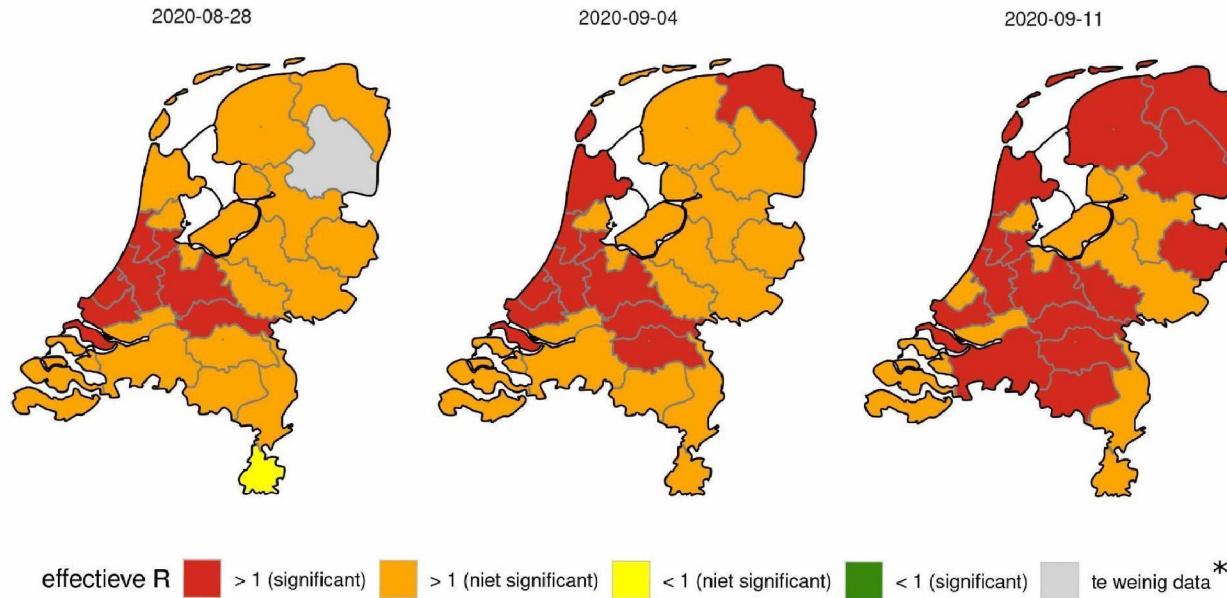 2020-08-28 2020-09-04 2020-09-11
effectieve R > 1 (significant) > 1 (niet significant) < 1 (niet significant) < 1 (significant) te weinig data*